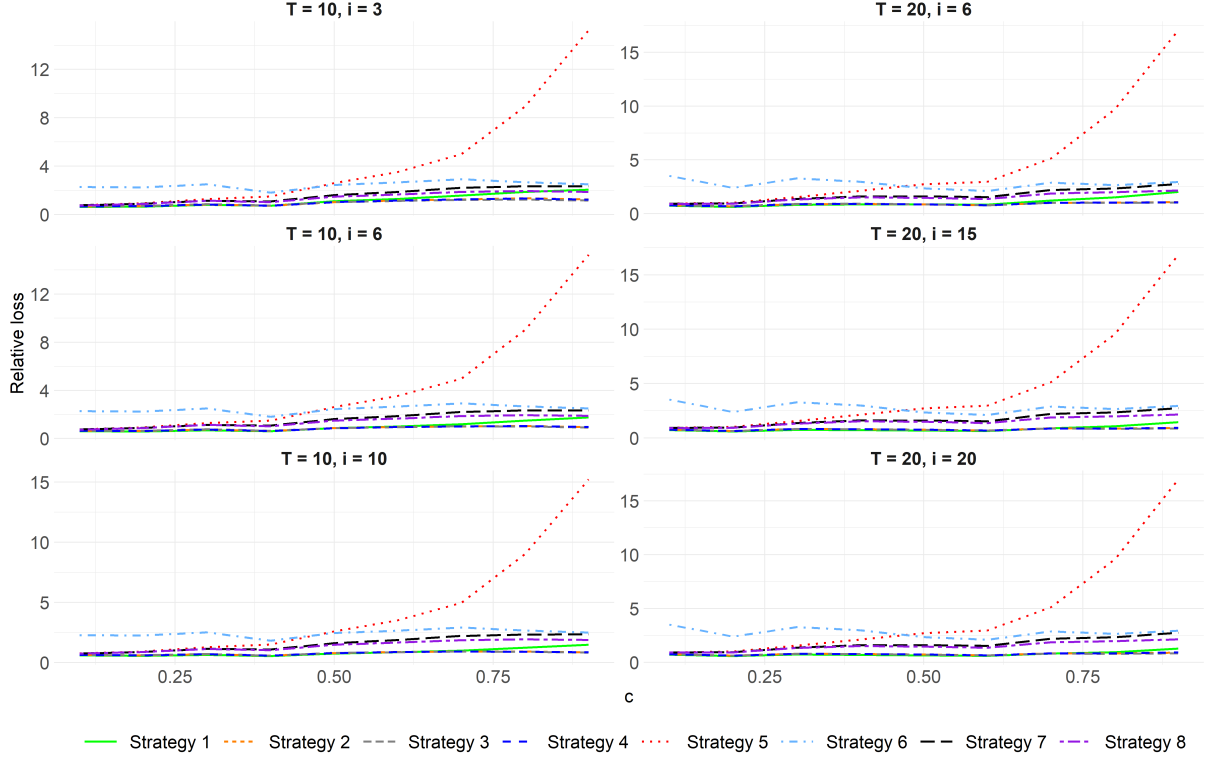 T = 10, i = 3
T = 20, i = 6
12
8
4
0
15
10
5
0
T = 10, i = 6
T = 20, i = 15
12
8
4
0
15
10
5
0
T = 10, i = 10
T = 20, i = 20
15
10
5
0
15
10
5
0
0.25 0.50 0.75
0.25 0.50 0.75
Relative loss
c
Strategy 1 Strategy 2 Strategy 3 Strategy 4 Strategy 5 Strategy 6 Strategy 7 Strategy 8